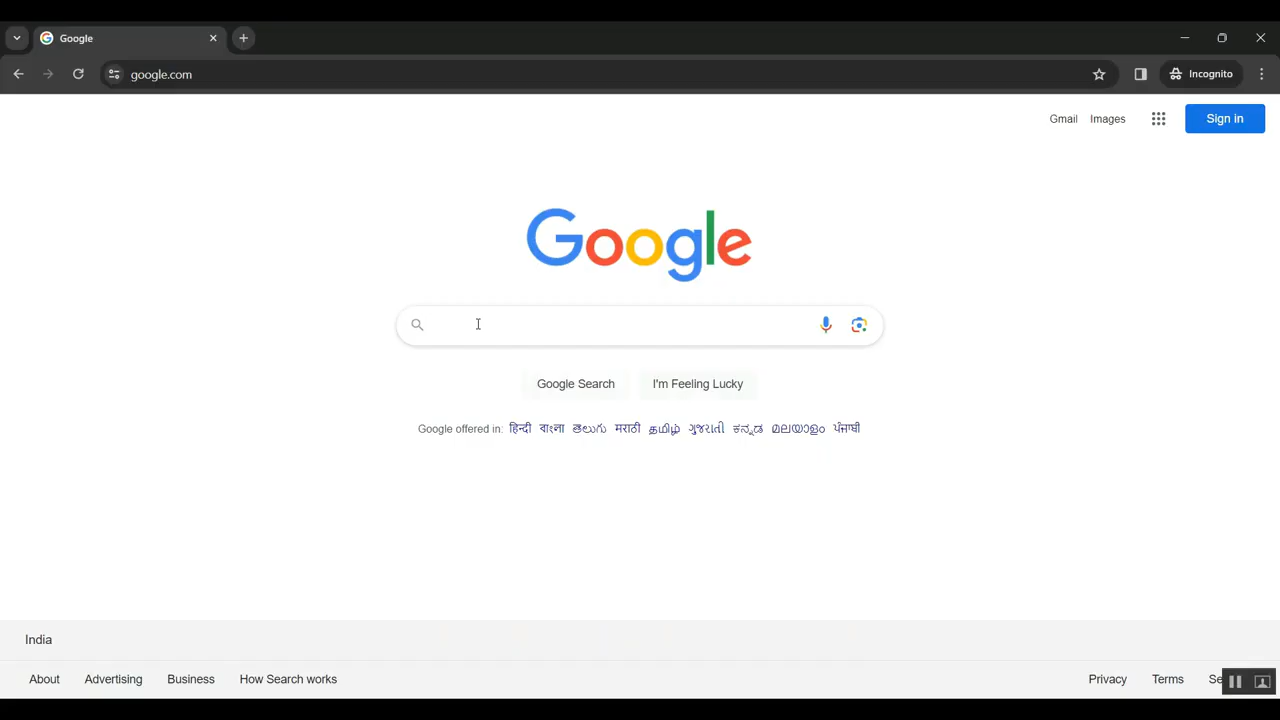 Google
google.com
Incognito
Gmail Images Sign in
Google
Google Search I'm Feeling Lucky
Google offered in: हिन्दी বাংলা తెలుగు मराठी தமிழ் ગુજરાતી ಕನ್ನಡ മലയാളം ਪੰਜਾਬੀ
India
About Advertising Business How Search works Privacy Terms